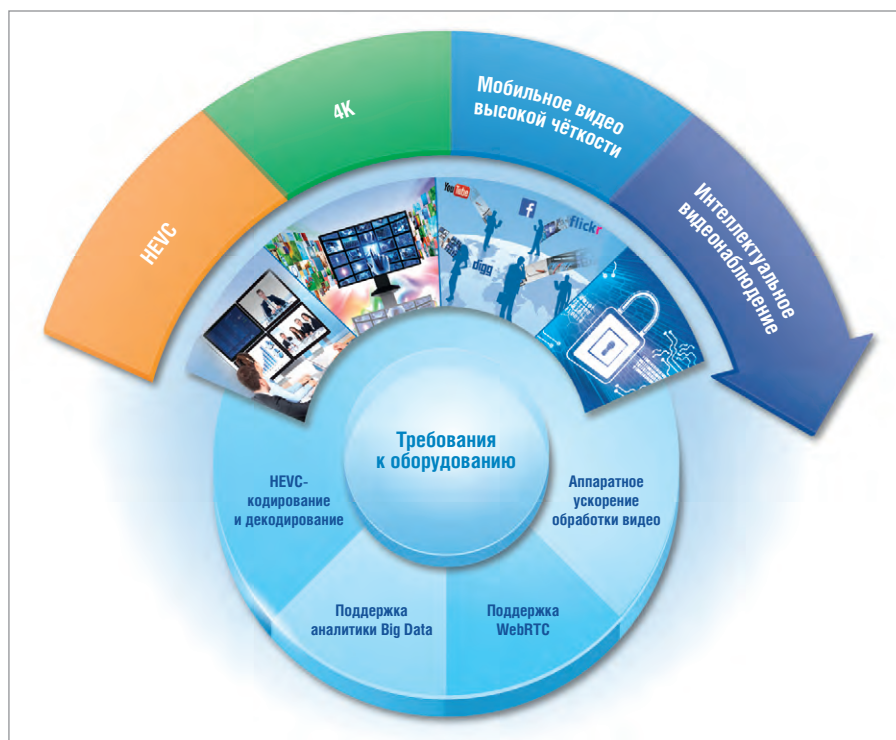 HEVC
4K
Мобильное видео
высокой чёткости
Интеллектуальное
видеонаблюдение
YouTube
flickr
digg
Требования
к оборудованию
HEVC-
кодирование
и декодирование
Аппаратное
ускорение
обработки видео
Поддержка
аналитики Big Data
Поддержка
WebRTC